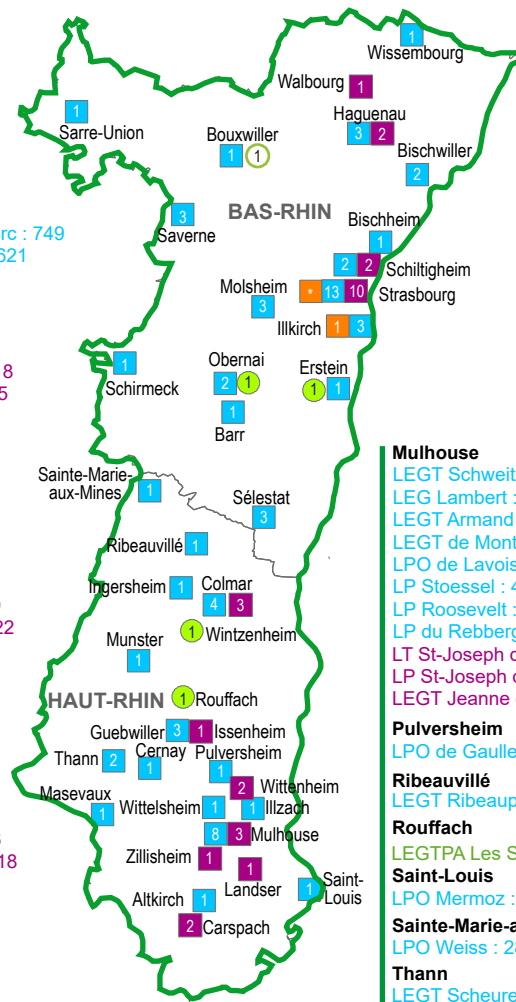 1
Wissembourg
Walbourg 1
1
Sarre-Union
Haguenau
3 2
Bouxwiller
1 1
Bischwiller
2
rc : 749
621
3
Saverne
BAS-RHIN
Bischheim
1
2 2
Schiltigheim
Molsheim
3
* 13 10 Strasbourg
Illkirch 1 3
8
5
1
Schirmeck
Obernai
2 1
Erstein
1 1
1
Barr
Sainte-Marie-
aux-Mines 1
Sélestat
3
Ribeauvillé 1
Ingersheim 1
Colmar
4 3
22
1 Wintzenheim
Munster
1
HAUT-RHIN
1 Rouffach
Guebwiller 3 1 Issenheim
Thann 2
Cernay
1
Pulversheim
1
2 Wittenheim
Masevaux
1
Wittelsheim 1 1 Illzach
8 3 Mulhouse
18
Zillisheim 1
1
Landser
Altkirch
1
1 Saint-
Louis
2 Carspach
Mulhouse
LEGT Schweit
LEG Lambert :
LEGT Armand
LEGT de Mont
LPO de Lavois
LP Stoessel : 4
LP Roosevelt :
LP du Rebberg
LT St-Joseph d
LP St-Joseph d
LEGT Jeanne
Pulversheim
LPO de Gaulle
Ribeauvillé
LEGT Ribeaup
Rouffach
LEGTPA Les S
Saint-Louis
LPO Mermoz :
Sainte-Marie-a
LPO Weiss : 2
Thann
LEGT Scheure